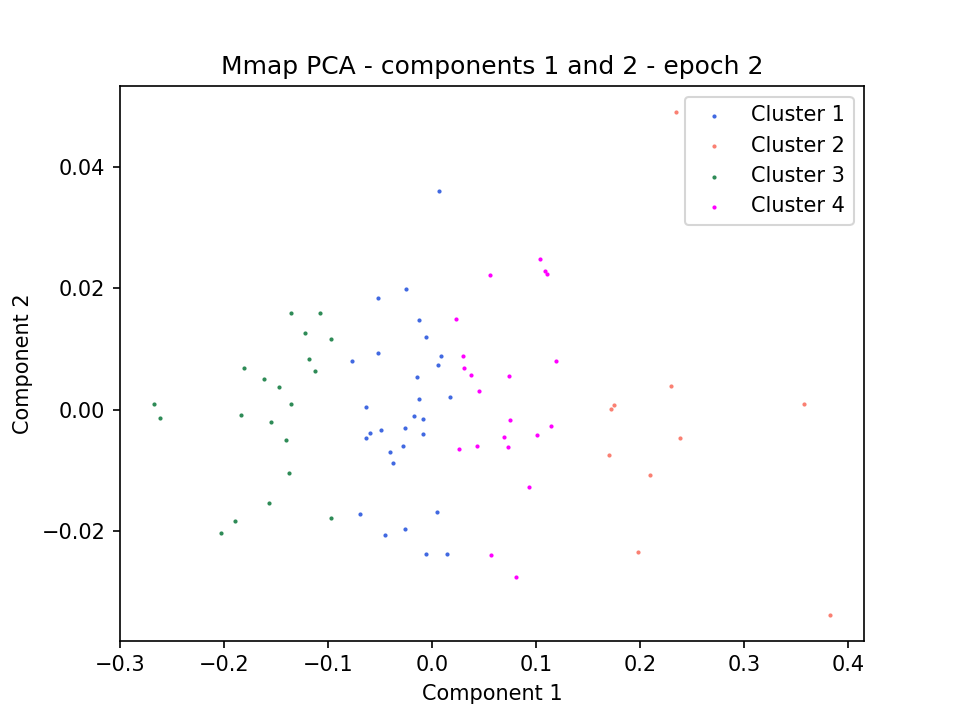 Mmap PCA - components 1 and 2 - epoch 2
Cluster 1
Cluster 2
Cluster 3
Cluster 4
0.04
0.02
0.00
−0.02
Component 2
−0.3
−0.2
−0.1
0.0
0.1
0.2
0.3
0.4
Component 1